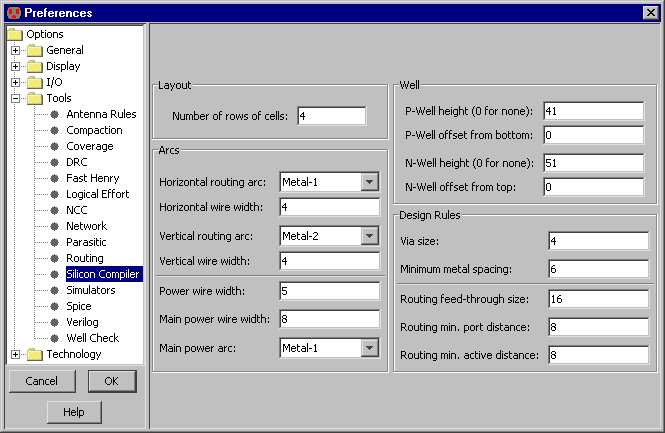 Preferences
Options
General
Display
I/O
Tools
Antenna Rules
Compaction
Coverage
DRC
Fast Henry
Logical Effort
NCC
Network
Parasitic
Routing
Silicon Compiler
Simulators
Spice
Verilog
Well Check
Technology
Cancel OK
Help
Layout
Number of rows of cells: 4
Arcs
Horizontal routing arc: Metal-1
Horizontal wire width: 4
Vertical routing arc: Metal-2
Vertical wire width: 4
Power wire width: 5
Main power wire width: 8
Main power arc: Metal-1
Well
P-Well height (0 for none): 41
P-Well offset from bottom: 0
N-Well height (0 for none): 51
N-Well offset from top: 0
Design Rules
Via size: 4
Minimum metal spacing: 6
Routing feed-through size: 16
Routing min. port distance: 8
Routing min. active distance: 8